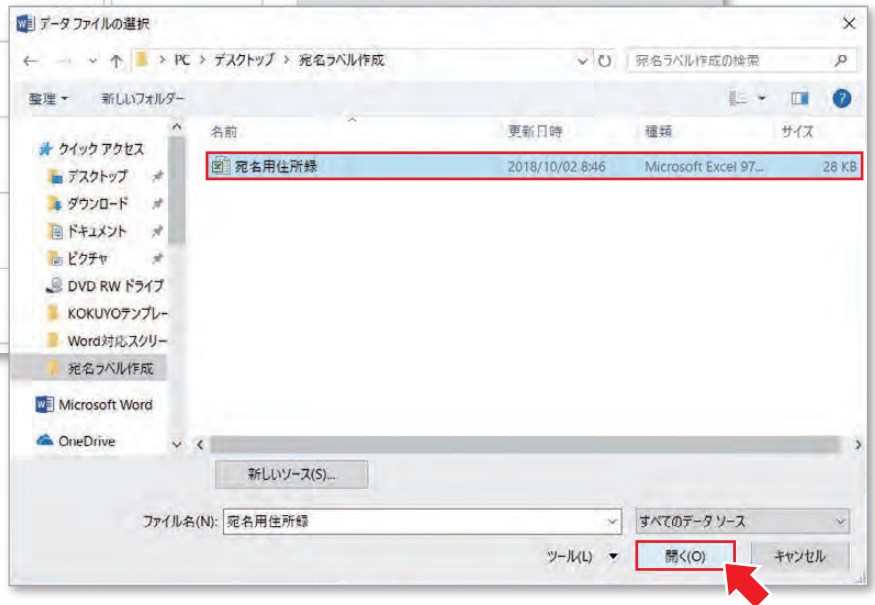 データ ファイルの選択
PC > デスクトップ > 宛名ラベル作成
宛名ラベル作成の検索
整理
新しいフォルダー
名前 更新日時 種類 サイズ
宛名用住所録 2018/10/02 8:46 Microsoft Excel 97... 28 KB
クイック アクセス
デスクトップ
ダウンロード
ドキュメント
ピクチャ
DVD RW ドライブ
KOKUYOテンプレー
Word対応スクリー
宛名ラベル作成
Microsoft Word
OneDrive
新しいソース(S)...
ファイル名(N): 宛名用住所録
すべてのデータ ソース
ツール(L) 開く(O) キャンセル